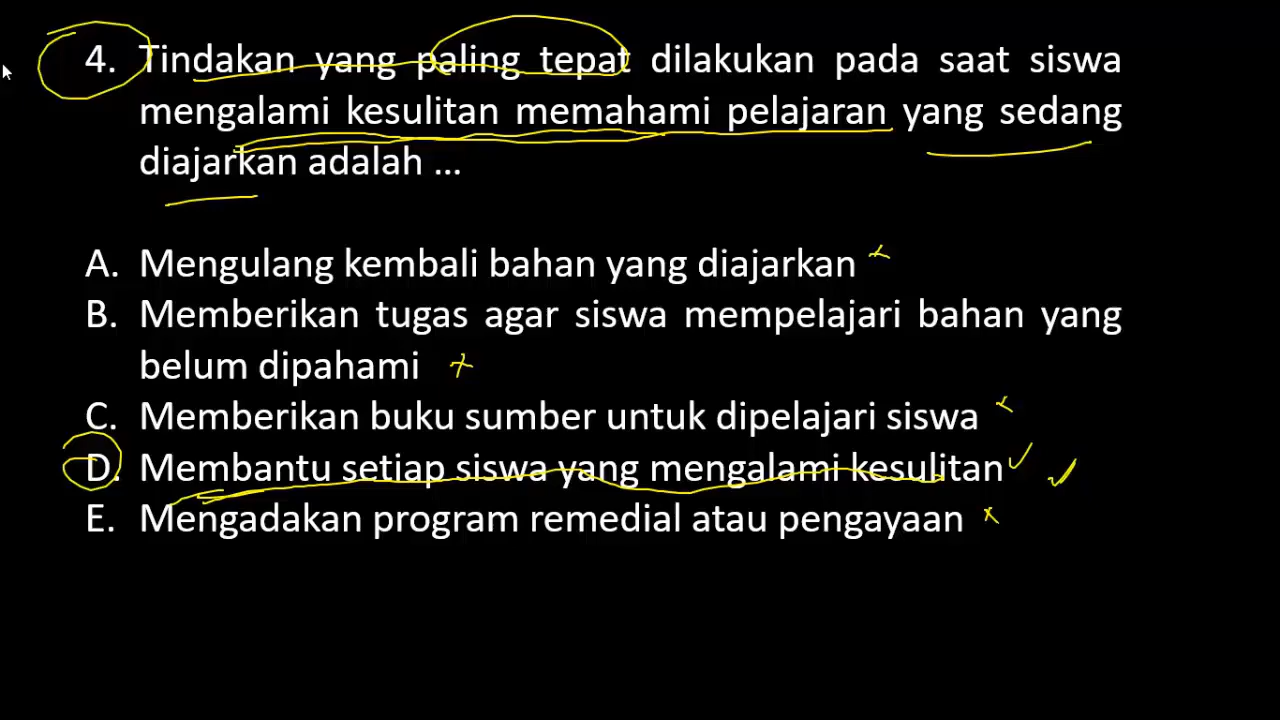 4. Tindakan yang paling tepat dilakukan pada saat siswa
mengalami kesulitan memahami pelajaran yang sedang
diajarkan adalah ...
A. Mengulang kembali bahan yang diajarkan
B. Memberikan tugas agar siswa mempelajari bahan yang
belum dipahami
C. Memberikan buku sumber untuk dipelajari siswa
D. Membantu setiap siswa yang mengalami kesulitan
E. Mengadakan program remedial atau pengayaan